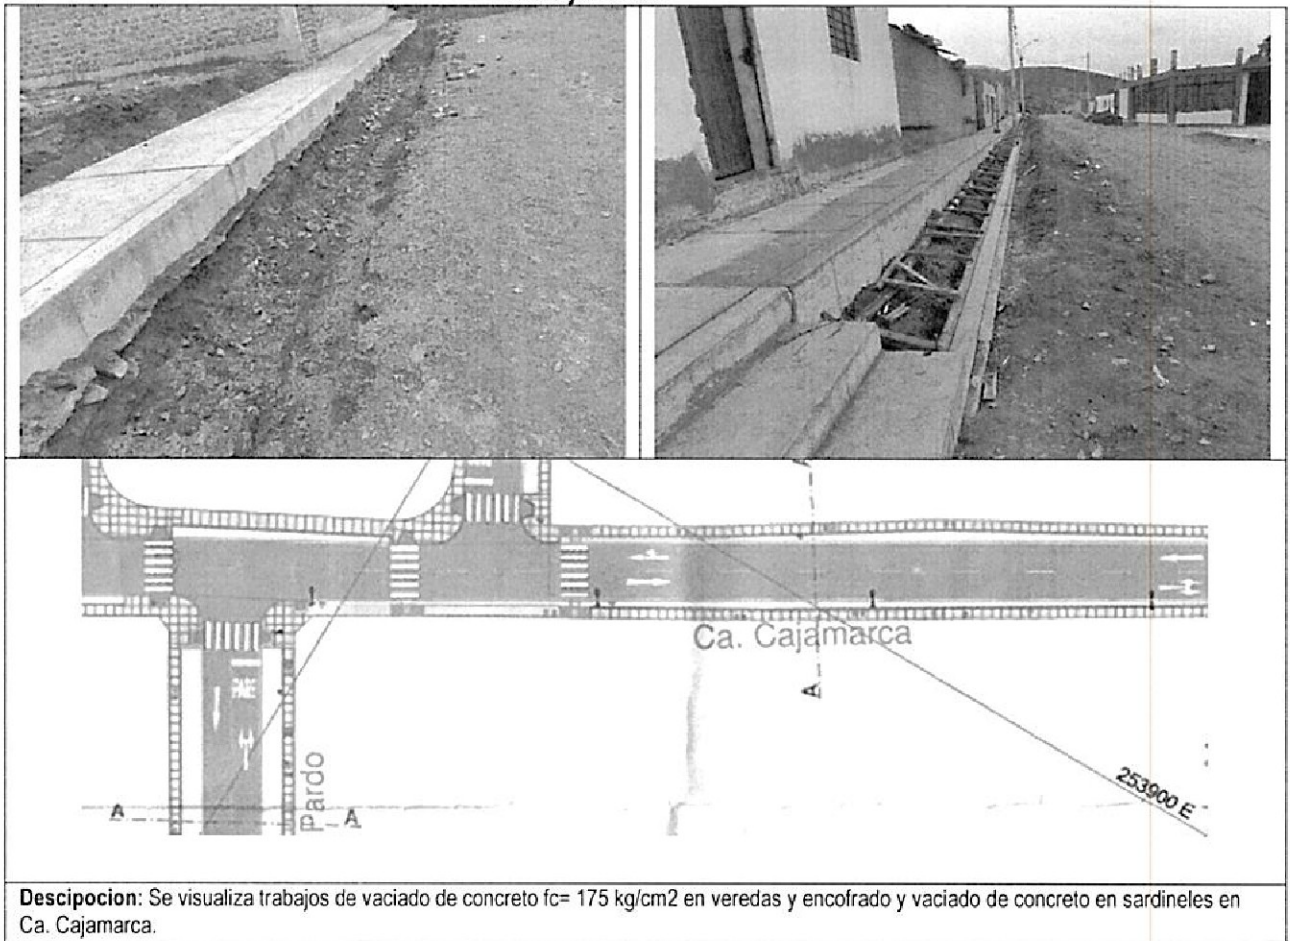 PARE
Ca. Cajamarca
A
Pardo
A
A
253900 E
Descipocion: Se visualiza trabajos de vaciado de concreto fc= 175 kg/cm2 en veredas y encofrado y vaciado de concreto en sardineles en
Ca. Cajamarca.